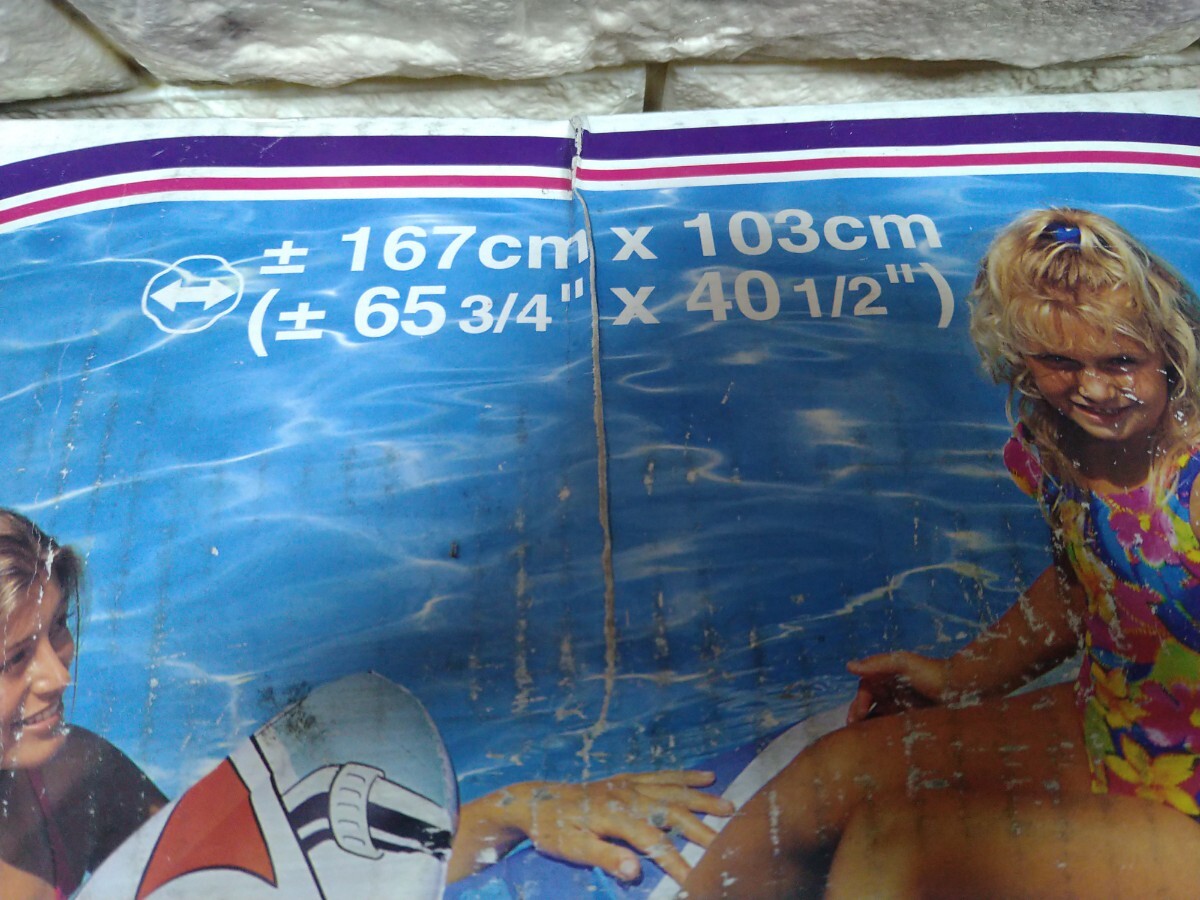 ± 167cm x 103cm
(± 65 3/4" x 40 1/2")